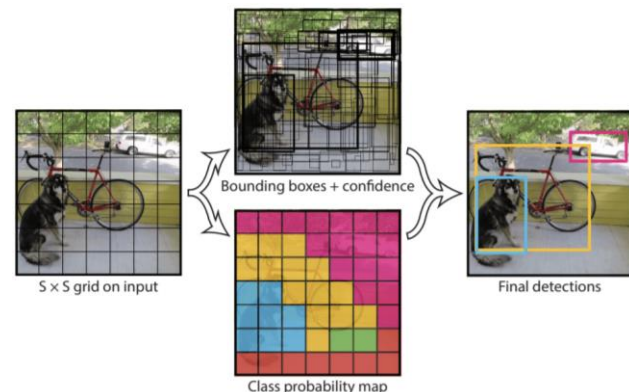 S × S grid on input
Bounding boxes + confidence
Class probability map
Final detections